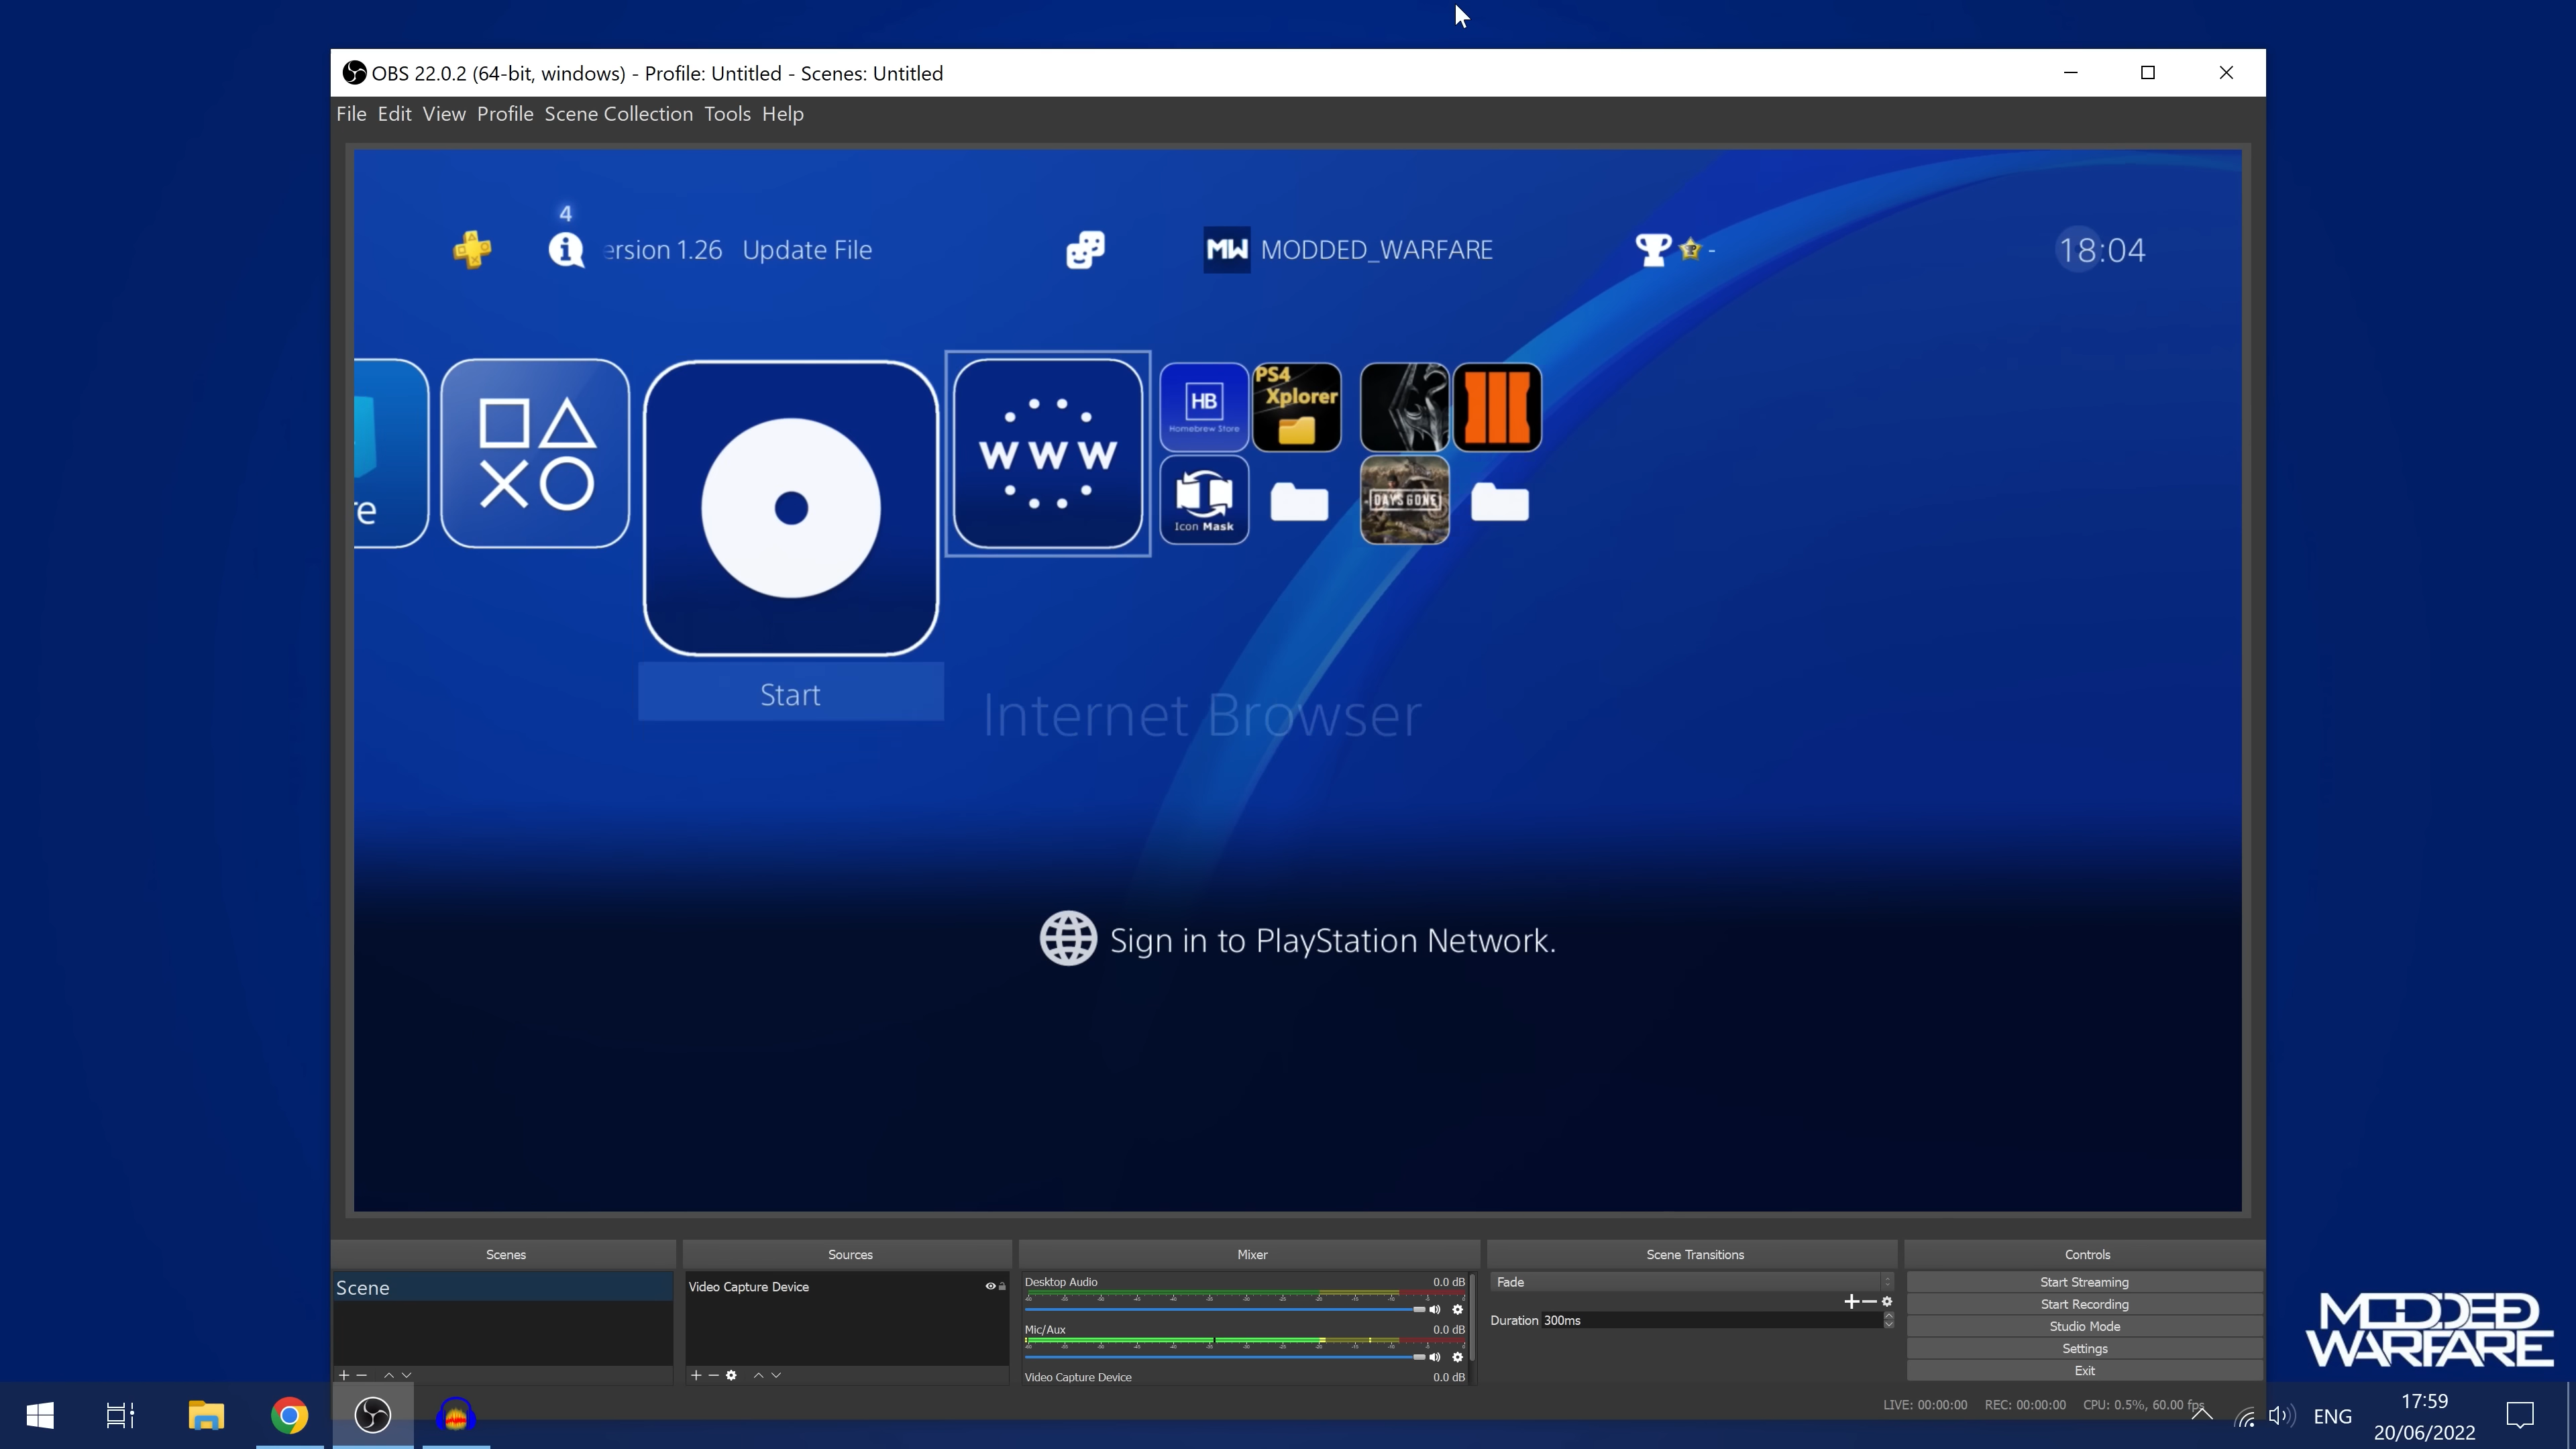 OBS 22.0.2 (64-bit, windows) - Profile: Untitled - Scenes: Untitled
File Edit View Profile Scene Collection Tools Help
4
ersion 1.26 Update File
MW MODDED_WARFARE
18:04
PS4
Xplorer
HB
Homebrew Store
WWW
re
Icon Mask
DAYS GONE
Start
Internet Browser
Sign in to PlayStation Network.
Scenes Sources Mixer Scene Transitions Controls
Scene
Video Capture Device
Desktop Audio 0.0 dB
Mic/Aux 0.0 dB
Video Capture Device 0.0 dB
Fade
Duration 300ms
Start Streaming
Start Recording
Studio Mode
Settings
Exit
MODDED
WARFARE
LIVE: 00:00:00 REC: 00:00:00 CPU: 0.5%, 60.00 fps
ENG
17:59
20/06/2022